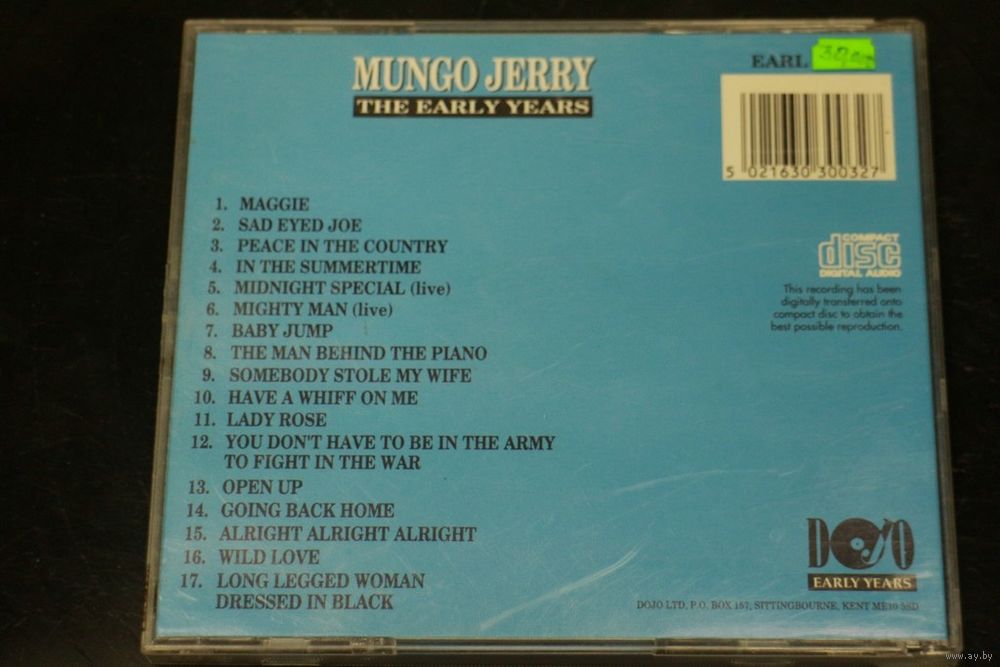 MUNGO JERRY
THE EARLY YEARS
EARL
5 021630 300327
1. MAGGIE
2. SAD EYED JOE
3. PEACE IN THE COUNTRY
4. IN THE SUMMERTIME
5. MIDNIGHT SPECIAL (live)
6. MIGHTY MAN (live)
7. BABY JUMP
8. THE MAN BEHIND THE PIANO
9. SOMEBODY STOLE MY WIFE
10. HAVE A WHIFF ON ME
11. LADY ROSE
12. YOU DON'T HAVE TO BE IN THE ARMY
TO FIGHT IN THE WAR
13. OPEN UP
14. GOING BACK HOME
15. ALRIGHT ALRIGHT ALRIGHT
16. WILD LOVE
17. LONG LEGGED WOMAN
DRESSED IN BLACK
COMPACT
disc
DIGITAL AUDIO
This recording has been
digitally transferred onto
compact disc to obtain the
best possible reproduction.
DOJO
EARLY YEARS
DOJO LTD, P.O. BOX 157, SITTINGBOURNE, KENT
www.ay.by